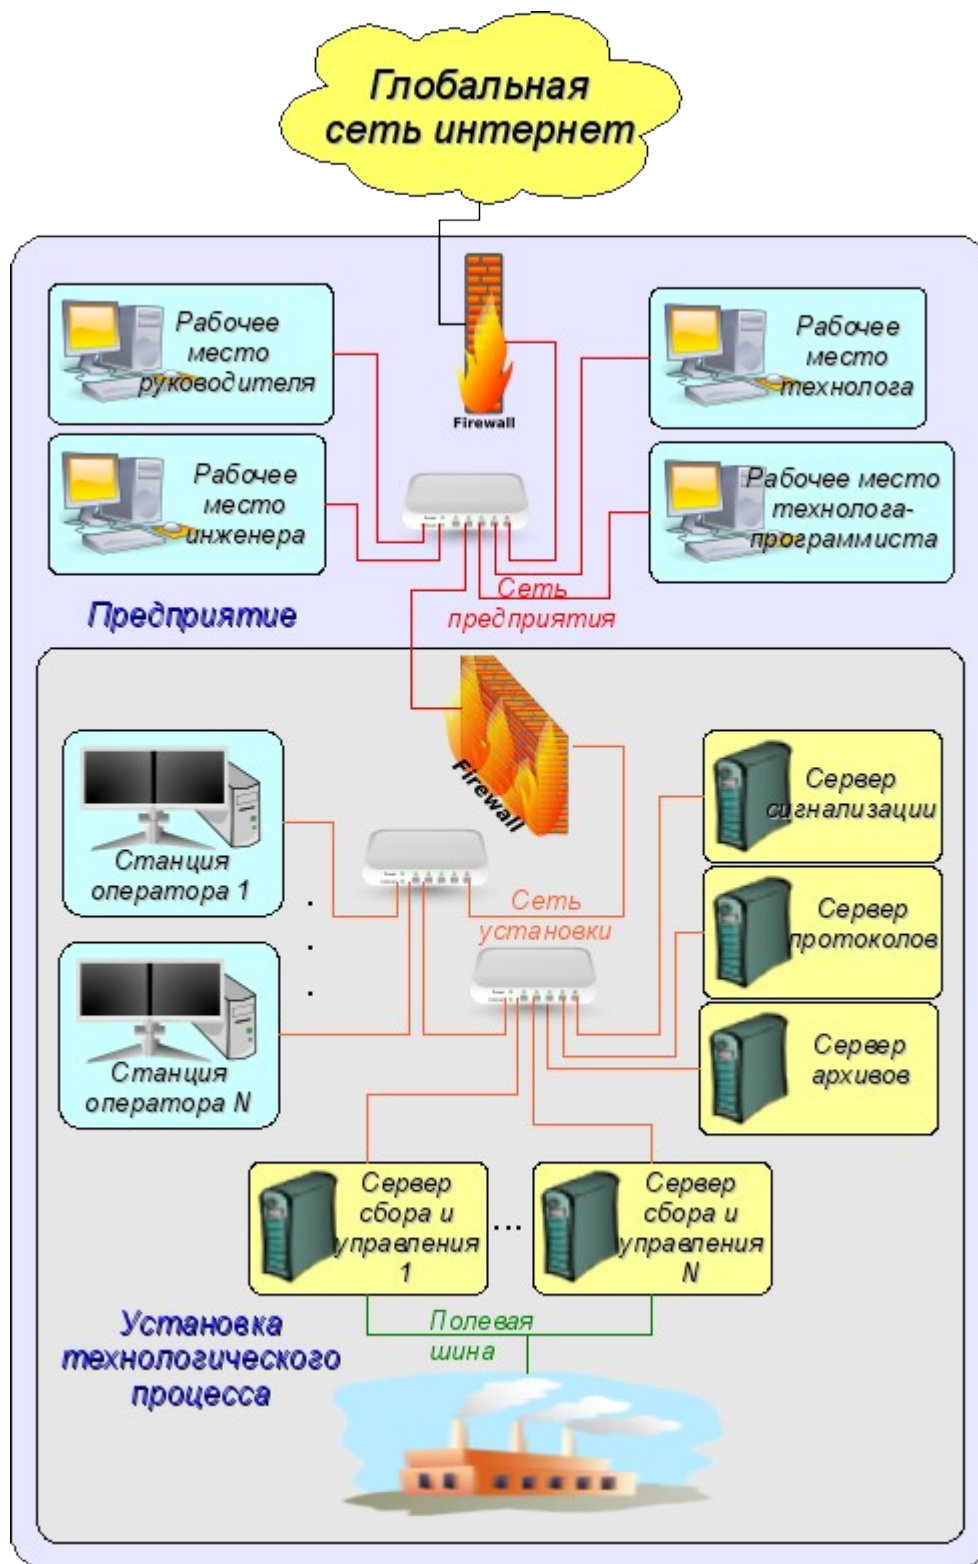 Глобальная
сеть интернет
Firewall
Рабочее
место
руководителя
Рабочее
место
технолога
Рабочее
место
инженера
Рабочее место
технолога-
программиста
Сеть
предприятия
Предприятие
Firewall
Станция
оператора 1
Сервер
сигнализации
Сеть
установки
Сервер
протоколов
Станция
оператора N
Сервер
архивов
Сервер
сбора и
управления
1
...
Сервер
сбора и
управления
N
Полевая
шина
Установка
технологического
процесса